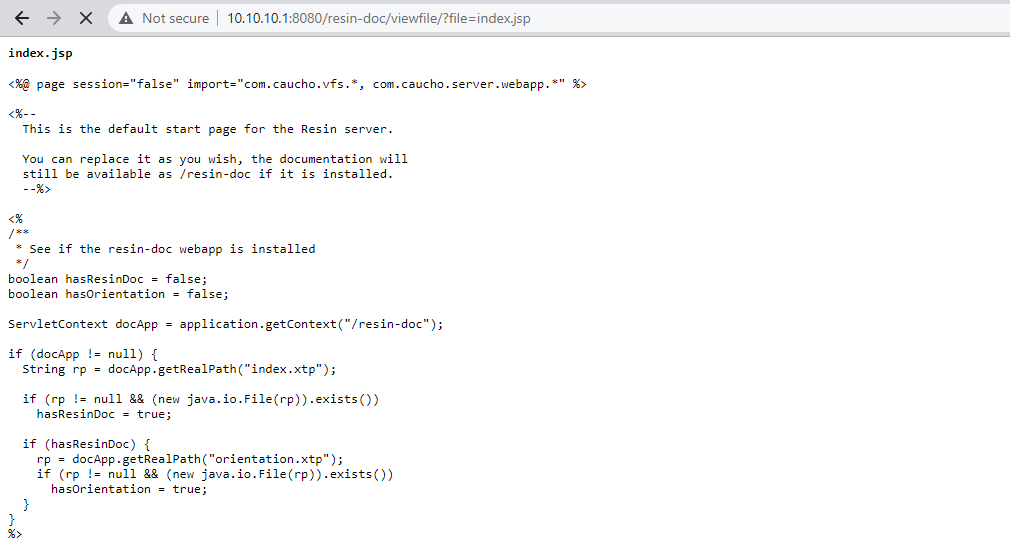 Not secure | 10.10.10.1:8080/resin-doc/viewfile/?file=index.jsp
index.jsp
<%@ page session="false" import="com.caucho.vfs.*, com.caucho.server.webapp.*" %>
<%--
This is the default start page for the Resin server.
You can replace it as you wish, the documentation will
still be available as /resin-doc if it is installed.
--%>
<%
/**
* See if the resin-doc webapp is installed
*/
boolean hasResinDoc = false;
boolean hasOrientation = false;
ServletContext docApp = application.getContext("/resin-doc");
if (docApp != null) {
String rp = docApp.getRealPath("index.xtp");
if (rp != null && (new java.io.File(rp)).exists())
hasResinDoc = true;
if (hasResinDoc) {
rp = docApp.getRealPath("orientation.xtp");
if (rp != null && (new java.io.File(rp)).exists())
hasOrientation = true;
}
}
%>